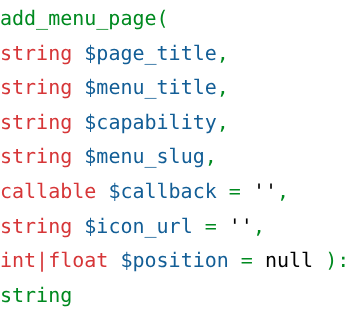 add_menu_page(
string $page_title,
string $menu_title,
string $capability,
string $menu_slug,
callable $callback = '',
string $icon_url = '',
int|float $position = null ):
string